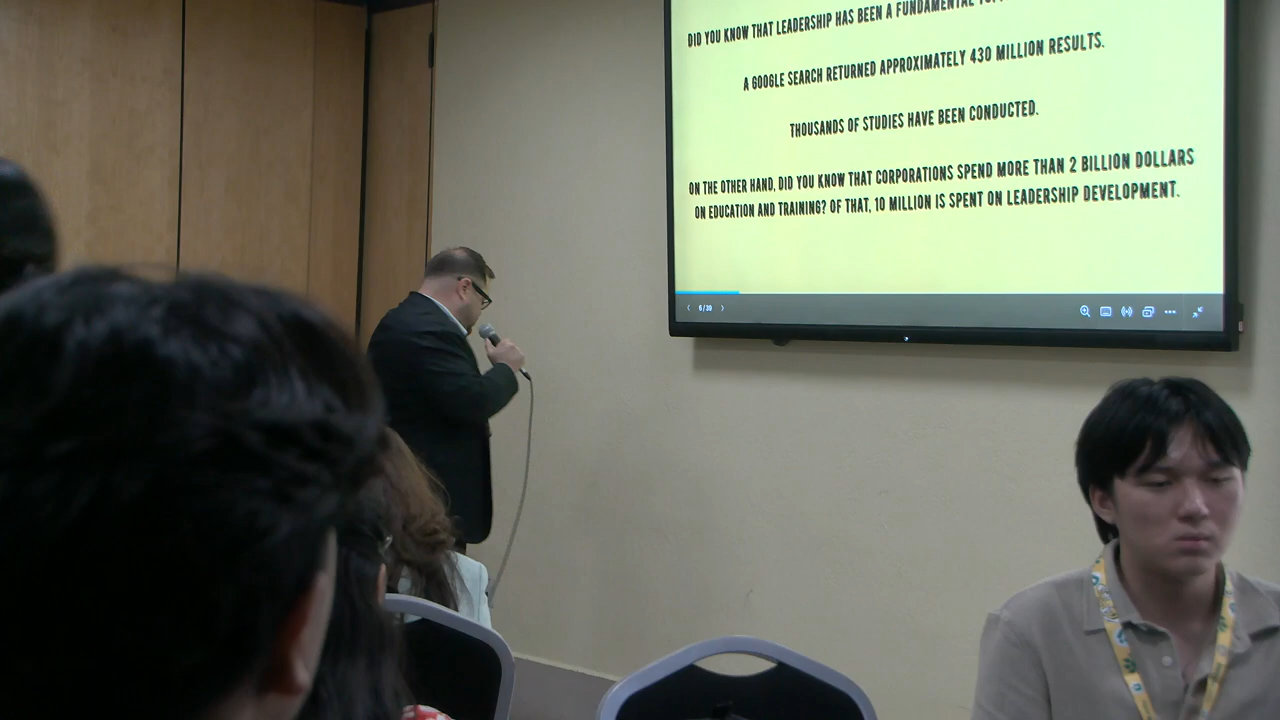 DID YOU KNOW THAT LEADERSHIP HAS BEEN A FUNDAMENTAL
A GOOGLE SEARCH RETURNED APPROXIMATELY 430 MILLION RESULTS.
THOUSANDS OF STUDIES HAVE BEEN CONDUCTED.
ON THE OTHER HAND, DID YOU KNOW THAT CORPORATIONS SPEND MORE THAN 2 BILLION DOLLARS
ON EDUCATION AND TRAINING? OF THAT, 10 MILLION IS SPENT ON LEADERSHIP DEVELOPMENT.
6/39